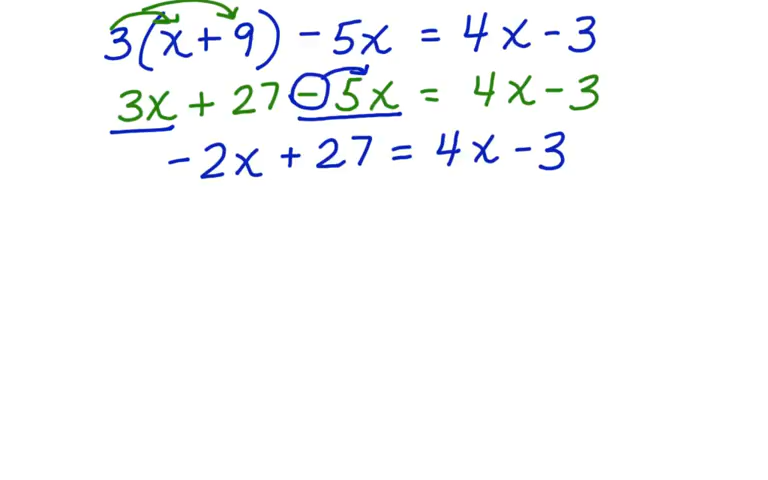 3(x+9) - 5x = 4x - 3
3x + 27 - 5x = 4x - 3
-2x + 27 = 4x - 3